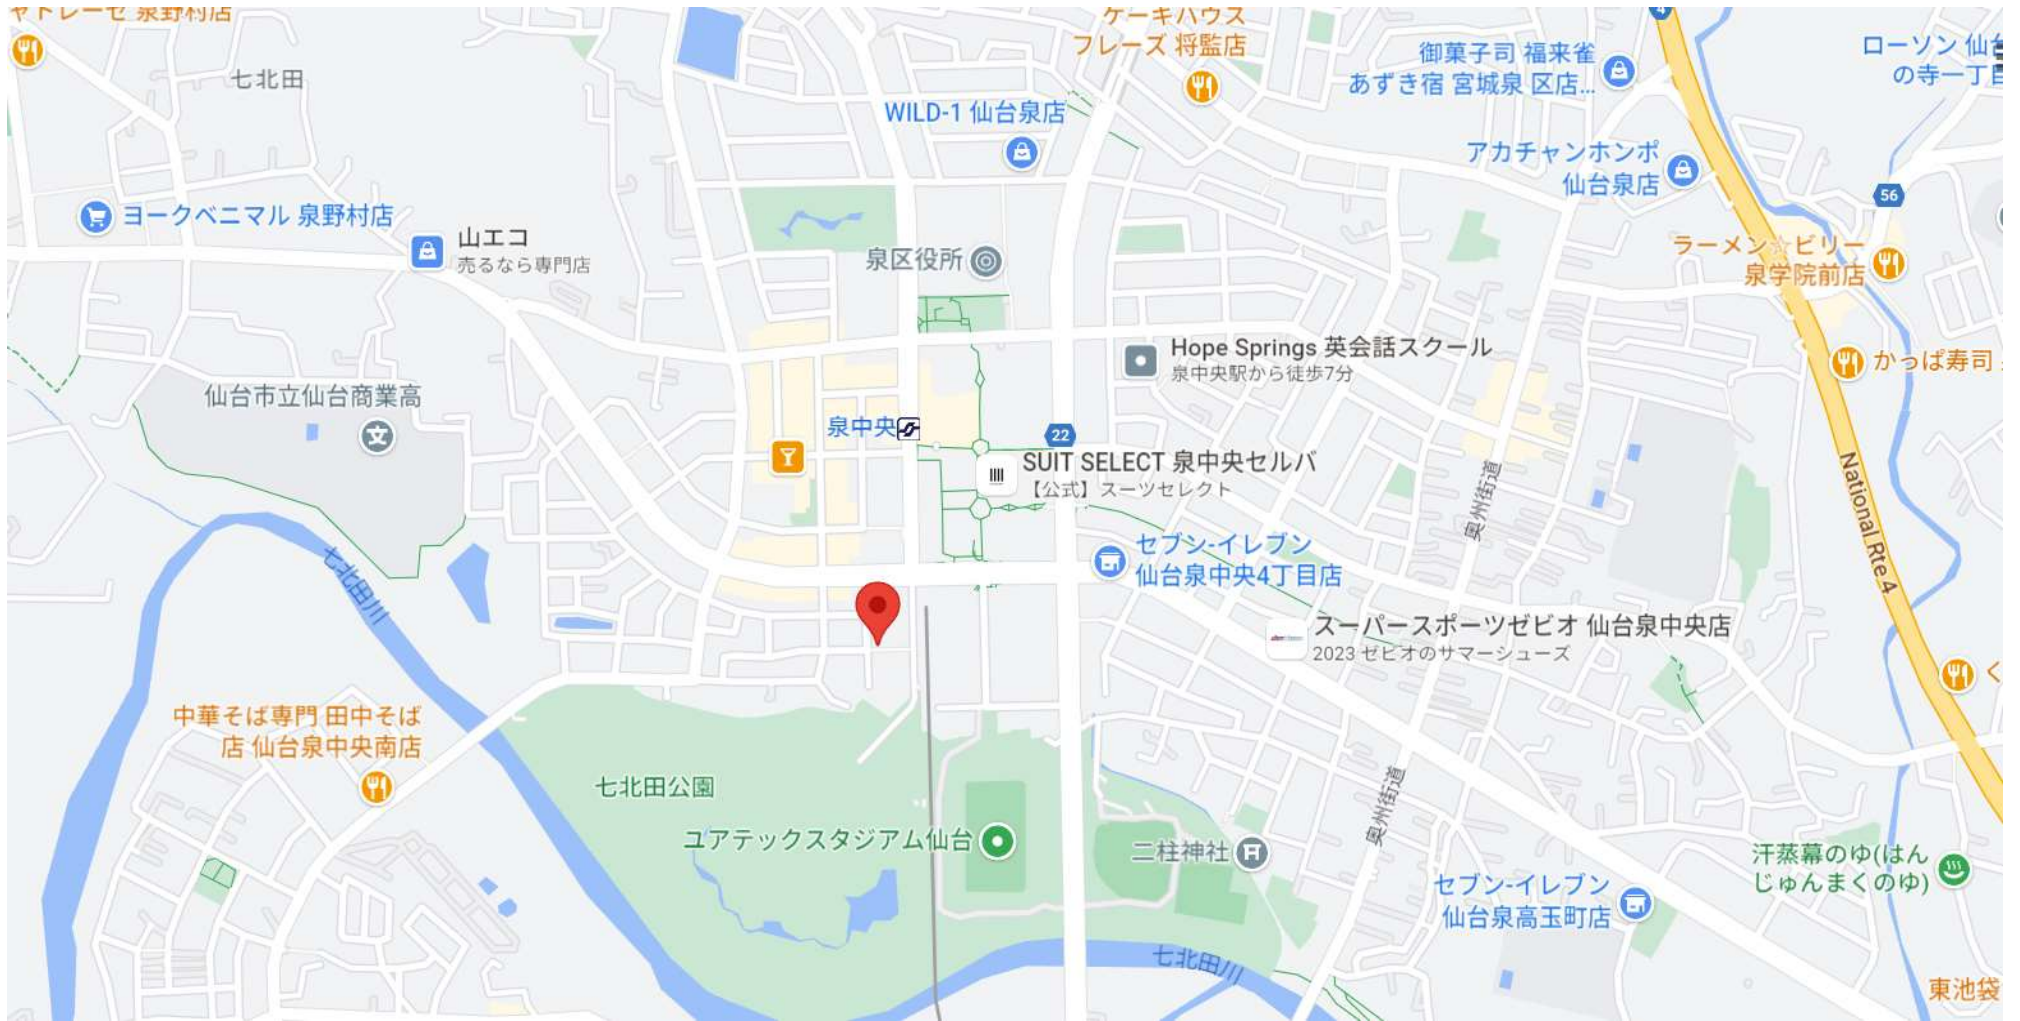 ケーキハウス
フレーズ 将監店
御菓子司 福来雀
あずき宿 宮城泉 区店...
4
ローソン 仙台
の寺一丁目
七北田
WILD-1 仙台泉店
アカチャンホンポ
仙台泉店
56
ヨークベニマル 泉野村店
山エコ
売るなら専門店
泉区役所
ラーメン☆ビリー
泉学院前店
Hope Springs 英会話スクール
泉中央駅から徒歩7分
かっぱ寿司
仙台市立仙台商業高
文
泉中央
22
SUIT SELECT 泉中央セルバ
【公式】スーツセレクト
奥州街道
National Rte 4
セブン-イレブン
仙台泉中央4丁目店
七北田川
スーパースポーツゼビオ 仙台泉中央店
2023 ゼビオのサマーシューズ
く
中華そば専門 田中そば
店 仙台泉中央南店
七北田公園
奥州街道
ユアテックスタジアム仙台
二柱神社
汗蒸幕のゆ(はん
じゅんまくのゆ)
セブン-イレブン
仙台泉高玉町店
七北田川
東池袋